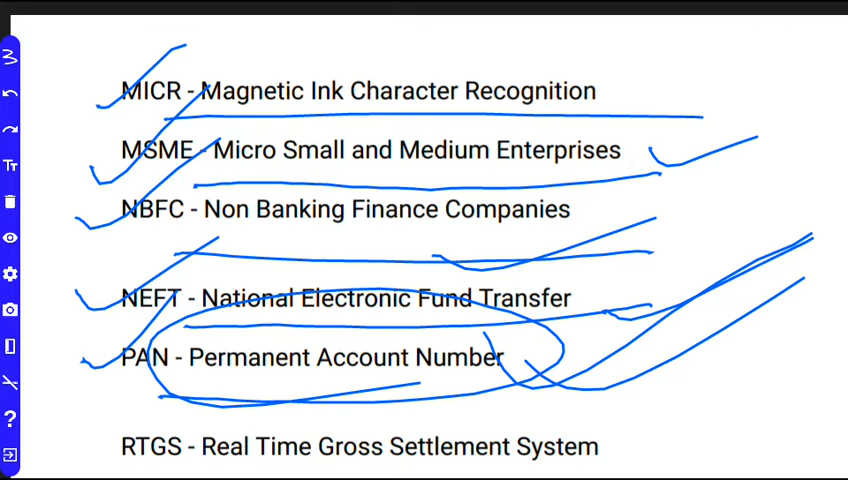 MICR - Magnetic Ink Character Recognition
MSME - Micro Small and Medium Enterprises
NBFC - Non Banking Finance Companies
NEFT - National Electronic Fund Transfer
PAN - Permanent Account Number
RTGS - Real Time Gross Settlement System